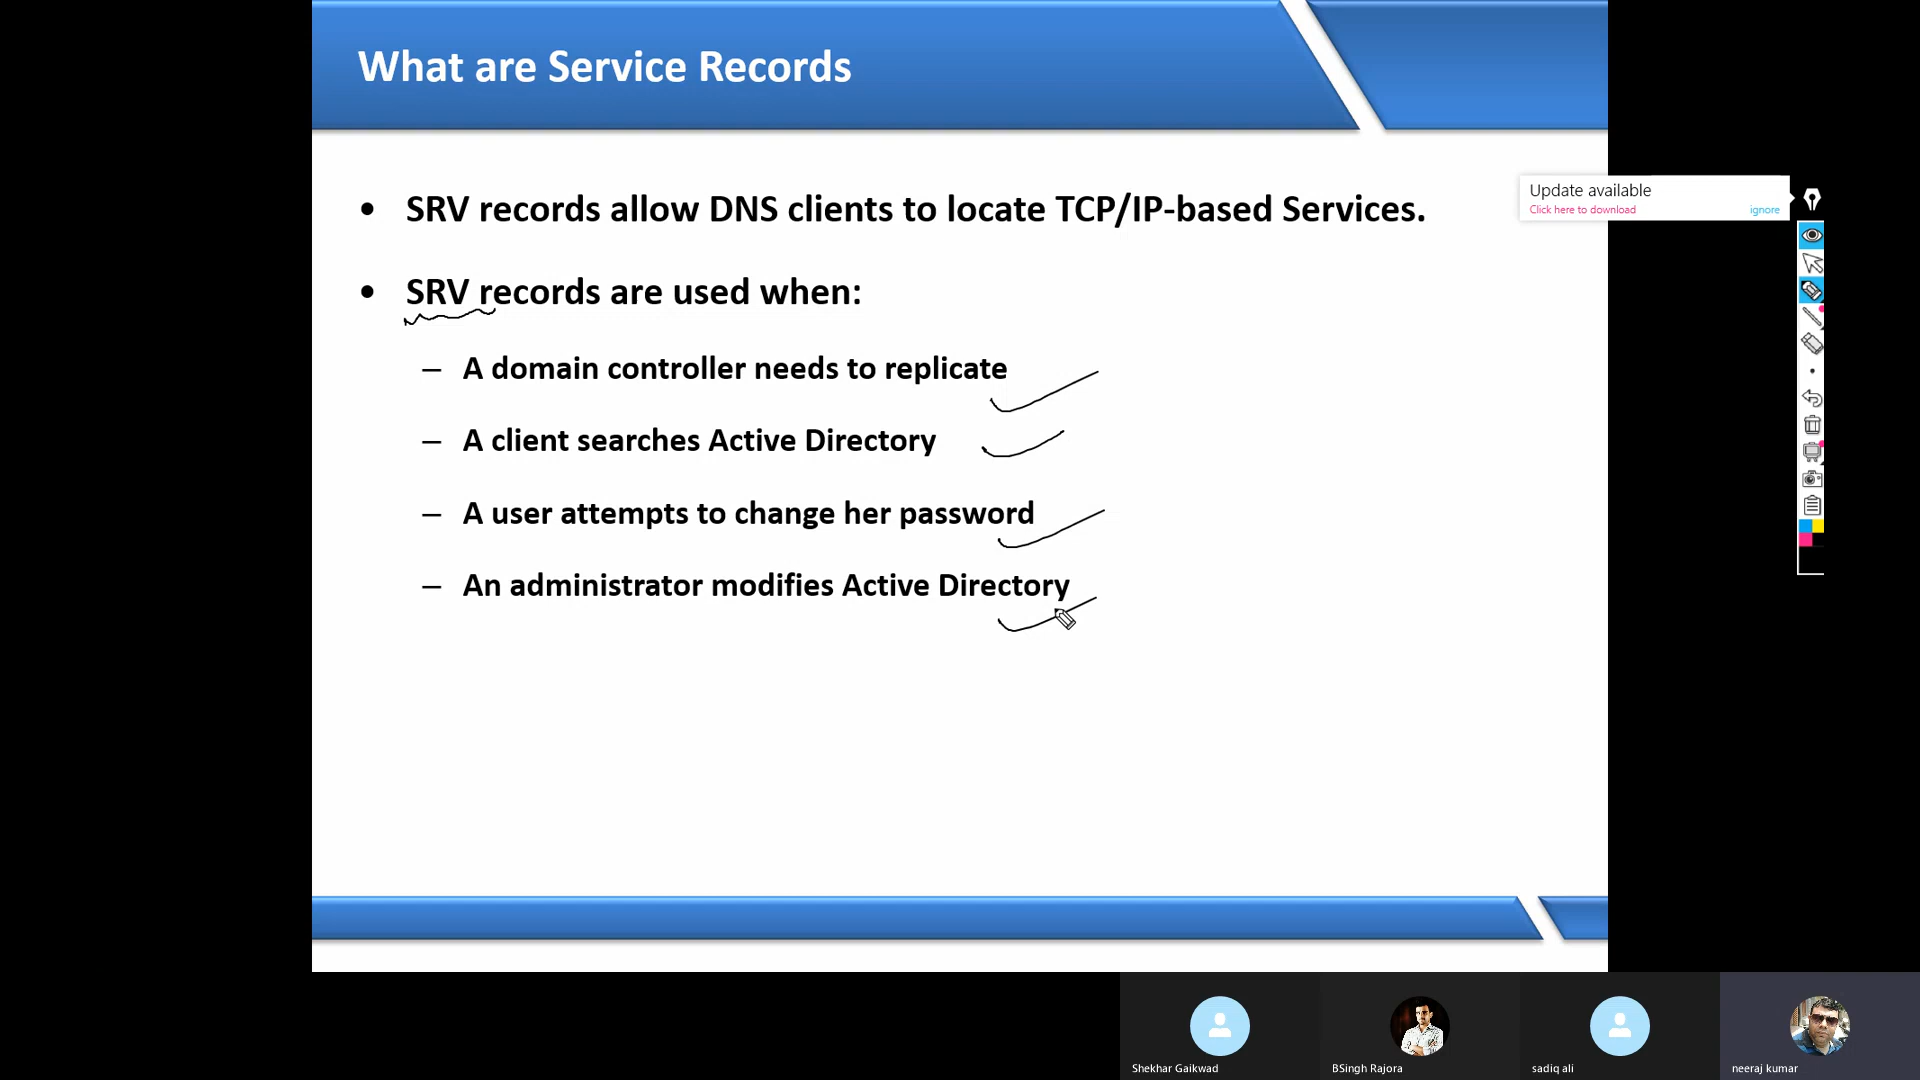 What are Service Records
• SRV records allow DNS clients to locate TCP/IP-based Services.
Update available
Click here to download ignore
• SRV records are used when:
– A domain controller needs to replicate
– A client searches Active Directory
– A user attempts to change her password
– An administrator modifies Active Directory
Shekhar Gaikwad BSingh Rajora sadiq ali neeraj kumar